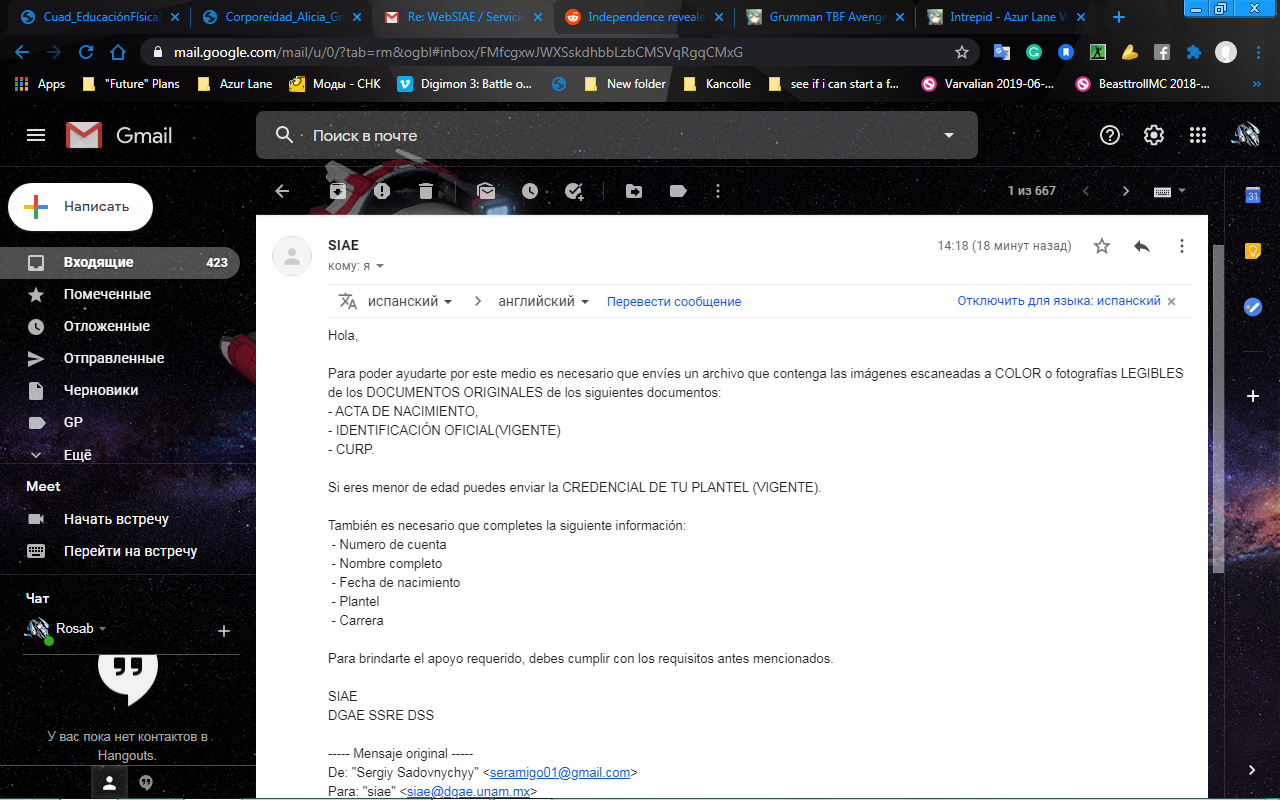 Cuad_EducaciónFísica
Corporeidad_Alicia_Gr
Re: WebSIAE / Servicio
Independence reveale
Grumman TBF Avenge
Intrepid - Azur Lane W
mail.google.com/mail/u/0/?tab=rm&ogbl#inbox/FMfcgxwJWXSskdhbbLzbCMSVqRgqCMxG
Apps
"Future" Plans
Azur Lane
Моды - СНК
Digimon 3: Battle o...
New folder
Kancolle
see if i can start a f...
Varvalian 2019-06-...
BeasttrollMC 2018-...
Gmail
Поиск в почте
Написать
1 из 667
Входящие 423
Помеченные
Отложенные
Отправленные
Черновики
GP
Ещё
Meet
Начать встречу
Перейти на встречу
Чат
Rosab
У вас пока нет контактов в
Hangouts.
SIAE
14:18 (18 минут назад)
кому: я
испанский
английский
Перевести сообщение
Отключить для языка: испанский
Hola,
Para poder ayudarte por este medio es necesario que envíes un archivo que contenga las imágenes escaneadas a COLOR o fotografías LEGIBLES
de los DOCUMENTOS ORIGINALES de los siguientes documentos:
- ACTA DE NACIMIENTO,
- IDENTIFICACIÓN OFICIAL(VIGENTE)
- CURP.
Si eres menor de edad puedes enviar la CREDENCIAL DE TU PLANTEL (VIGENTE).
También es necesario que completes la siguiente información:
- Numero de cuenta
- Nombre completo
- Fecha de nacimiento
- Plantel
- Carrera
Para brindarte el apoyo requerido, debes cumplir con los requisitos antes mencionados.
SIAE
DGAE SSRE DSS
----- Mensaje original -----
De: "Sergiy Sadovnychyy" <seramigo01@gmail.com>
Para: "siae" <siae@dgae.unam.mx>
31